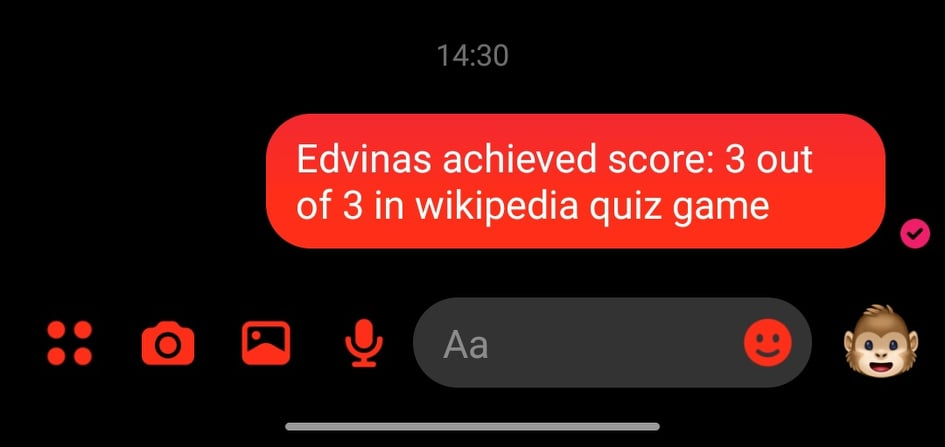 14:30
Edvinas achieved score: 3 out
of 3 in wikipedia quiz game
Aa